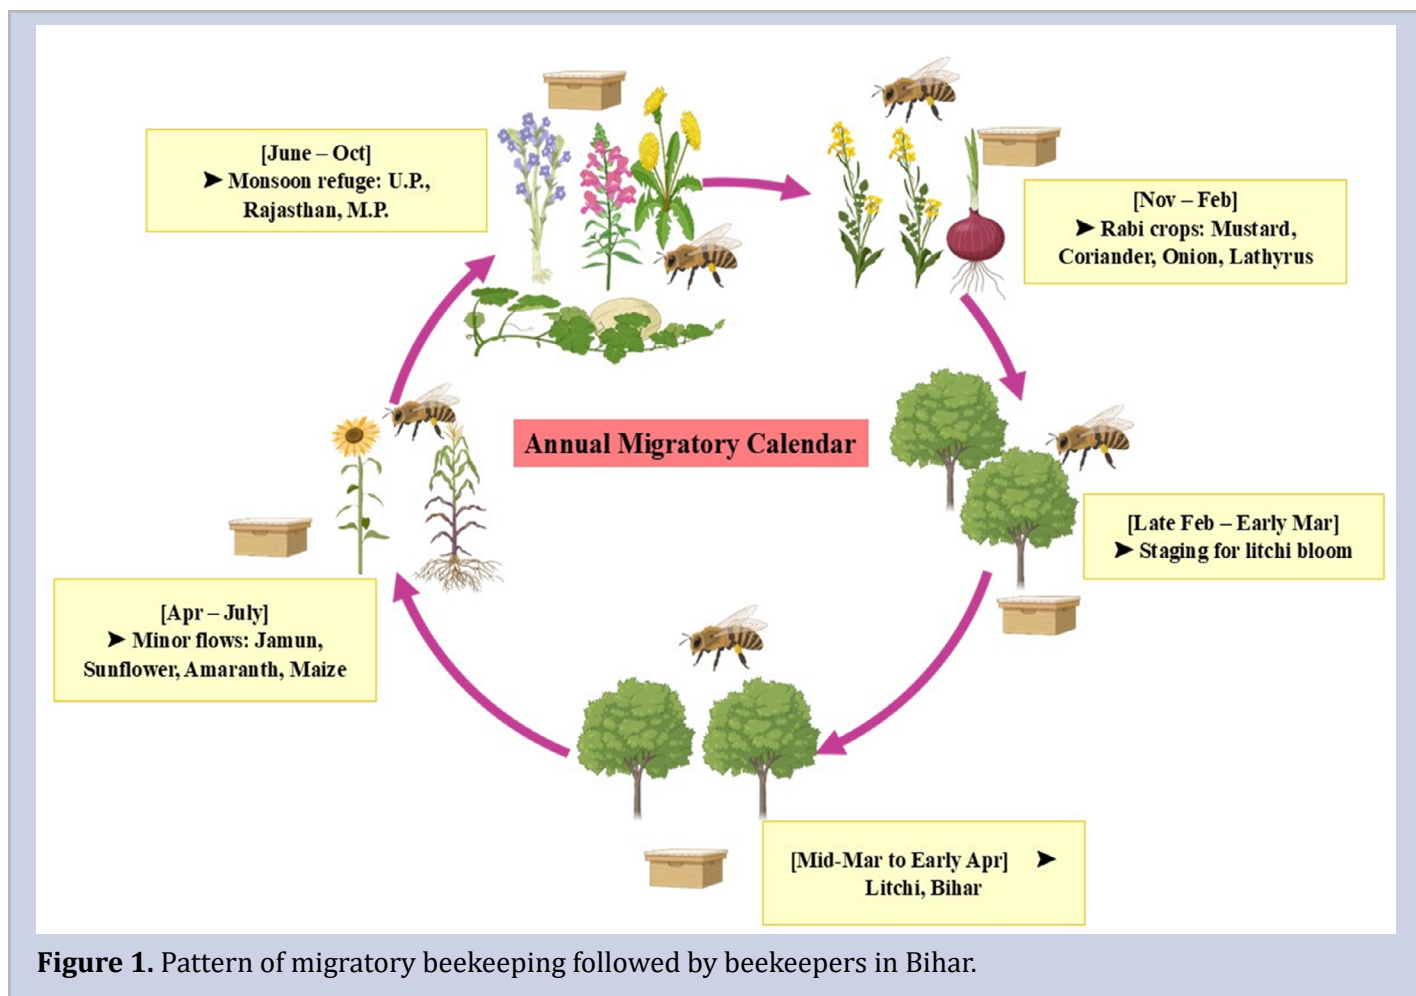 [June – Oct]
➤ Monsoon refuge: U.P.,
Rajasthan, M.P.
[Nov – Feb]
➤ Rabi crops: Mustard,
Coriander, Onion, Lathyrus
Annual Migratory Calendar
[Late Feb – Early Mar]
➤ Staging for litchi bloom
[Apr – July]
➤ Minor flows: Jamun,
Sunflower, Amaranth, Maize
[Mid-Mar to Early Apr] ➤
Litchi, Bihar
Figure 1. Pattern of migratory beekeeping followed by beekeepers in Bihar.